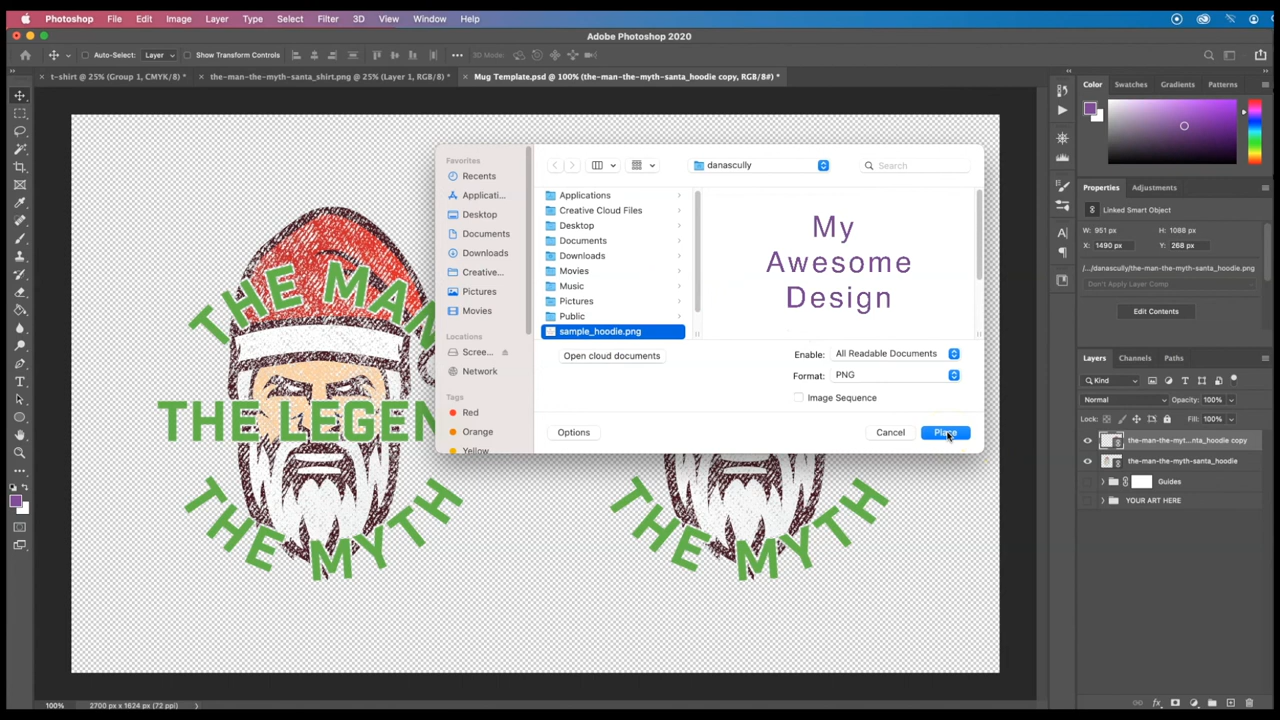 Photoshop File Edit Image Layer Type Select Filter 3D View Window Help
Adobe Photoshop 2020
Auto-Select: Layer Show Transform Controls 3D Mode:
t-shirt @ 25% (Group 1, CMYK/8) * the-man-the-myth-santa_shirt.png @ 25% (Layer 1, RGB/8) * Mug Template.psd @ 100% (the-man-the-myth-santa_hoodie copy, RGB/8#) *
THE MAN
THE LEGEN
THE MYTH
THE MYTH
Favorites
Recents
Applicati...
Desktop
Documents
Downloads
Creative...
Pictures
Movies
Locations
Scree...
Network
Tags
Red
Orange
Yellow
danascully
Search
Applications
Creative Cloud Files
Desktop
Documents
Downloads
Movies
Music
Pictures
Public
sample_hoodie.png
My
Awesome
Design
Open cloud documents
Enable: All Readable Documents
Format: PNG
Image Sequence
Options
Cancel
Place
Color Swatches Gradients Patterns
Properties Adjustments
Linked Smart Object
W: 951 px H: 1088 px
X: 1490 px Y: 268 px
/.../danascully/the-man-the-myth-santa_hoodie.png
Don't Apply Layer Comp
Edit Contents
Layers Channels Paths
Kind
Normal Opacity: 100%
Lock: Fill: 100%
the-man-the-myt...nta_hoodie copy
the-man-the-myth-santa_hoodie
Guides
YOUR ART HERE
100% 2700 px x 1624 px (72 ppi)